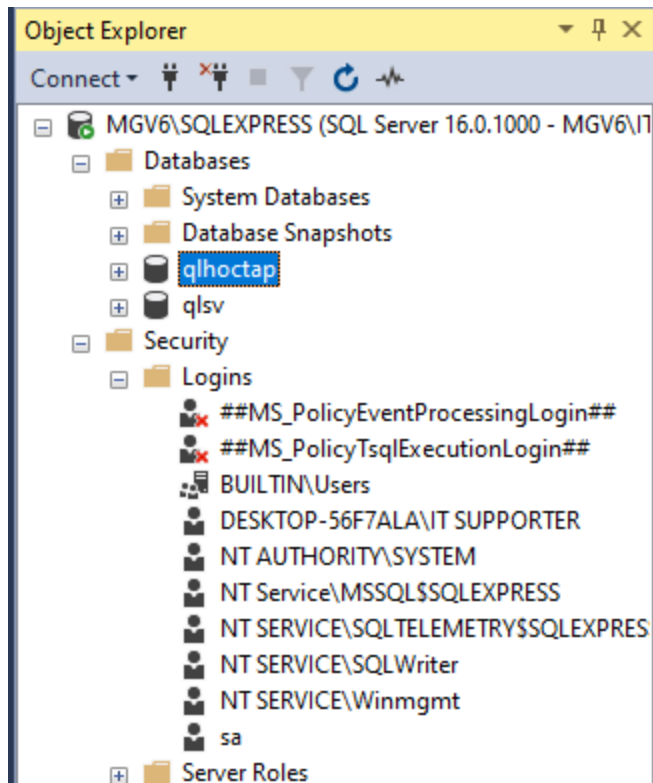 Object Explorer
Connect
MGV6\SQLEXPRESS (SQL Server 16.0.1000 - MGV6\IT
Databases
System Databases
Database Snapshots
qlhoctap
qlsv
Security
Logins
##MS_PolicyEventProcessingLogin##
##MS_PolicyTsqlExecutionLogin##
BUILTIN\Users
DESKTOP-56F7ALA\IT SUPPORTER
NT AUTHORITY\SYSTEM
NT Service\MSSQL$SQLEXPRESS
NT SERVICE\SQLTELEMETRY$SQLEXPRES
NT SERVICE\SQLWriter
NT SERVICE\Winmgmt
sa
Server Roles